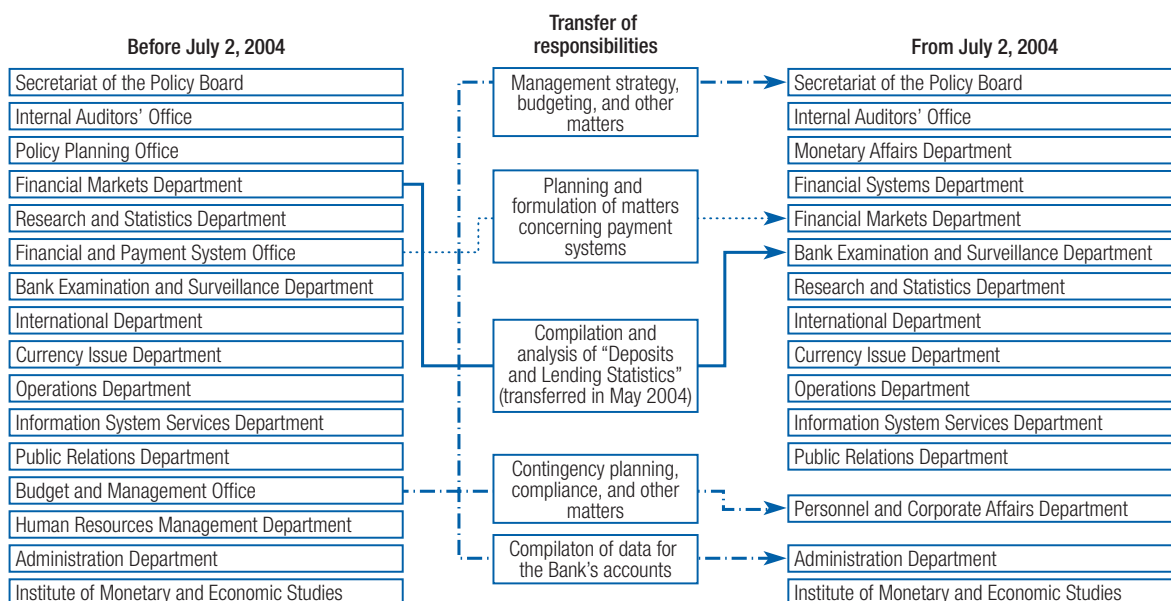 Before July 2, 2004
Secretariat of the Policy Board
Internal Auditors' Office
Policy Planning Office
Financial Markets Department
Research and Statistics Department
Financial and Payment System Office
Bank Examination and Surveillance Department
International Department
Currency Issue Department
Operations Department
Information System Services Department
Public Relations Department
Budget and Management Office
Human Resources Management Department
Administration Department
Institute of Monetary and Economic Studies
Transfer of
responsibilities
Management strategy,
budgeting, and other
matters
Planning and
formulation of matters
concerning payment
systems
Compilation and
analysis of “Deposits
and Lending Statistics”
(transferred in May 2004)
Contingency planning,
compliance, and other
matters
Compilaton of data for
the Bank's accounts
From July 2, 2004
Secretariat of the Policy Board
Internal Auditors' Office
Monetary Affairs Department
Financial Systems Department
Financial Markets Department
Bank Examination and Surveillance Department
Research and Statistics Department
International Department
Currency Issue Department
Operations Department
Information System Services Department
Public Relations Department
Personnel and Corporate Affairs Department
Administration Department
Institute of Monetary and Economic Studies